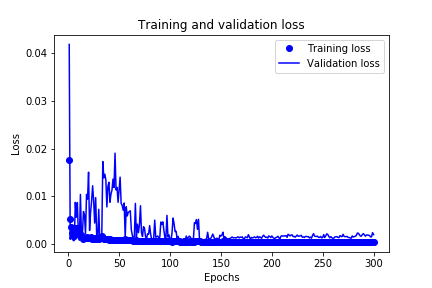 Training and validation loss
Training loss
Validation loss
0.04
0.03
0.02
0.01
0.00
Loss
0 50 100 150 200 250 300
Epochs